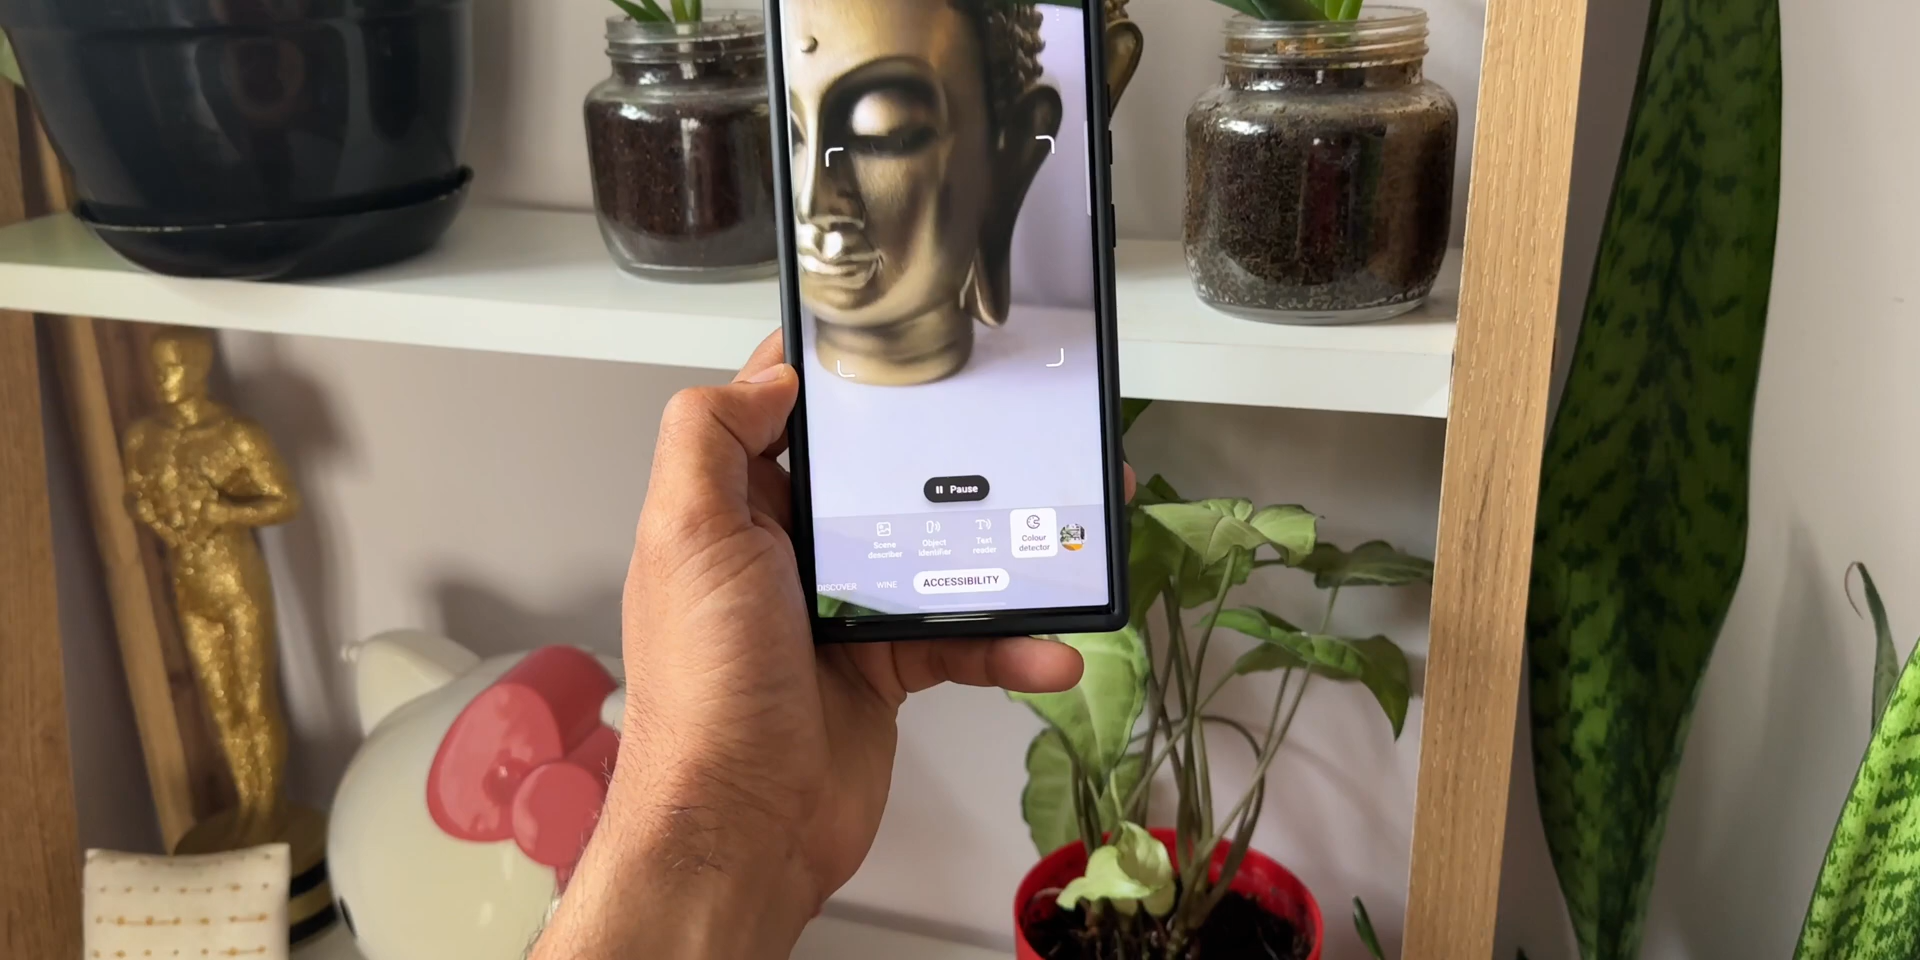 Pause
Scene
describer
Object
identifier
Text
reader
Colour
detector
DISCOVER
WINE
ACCESSIBILITY